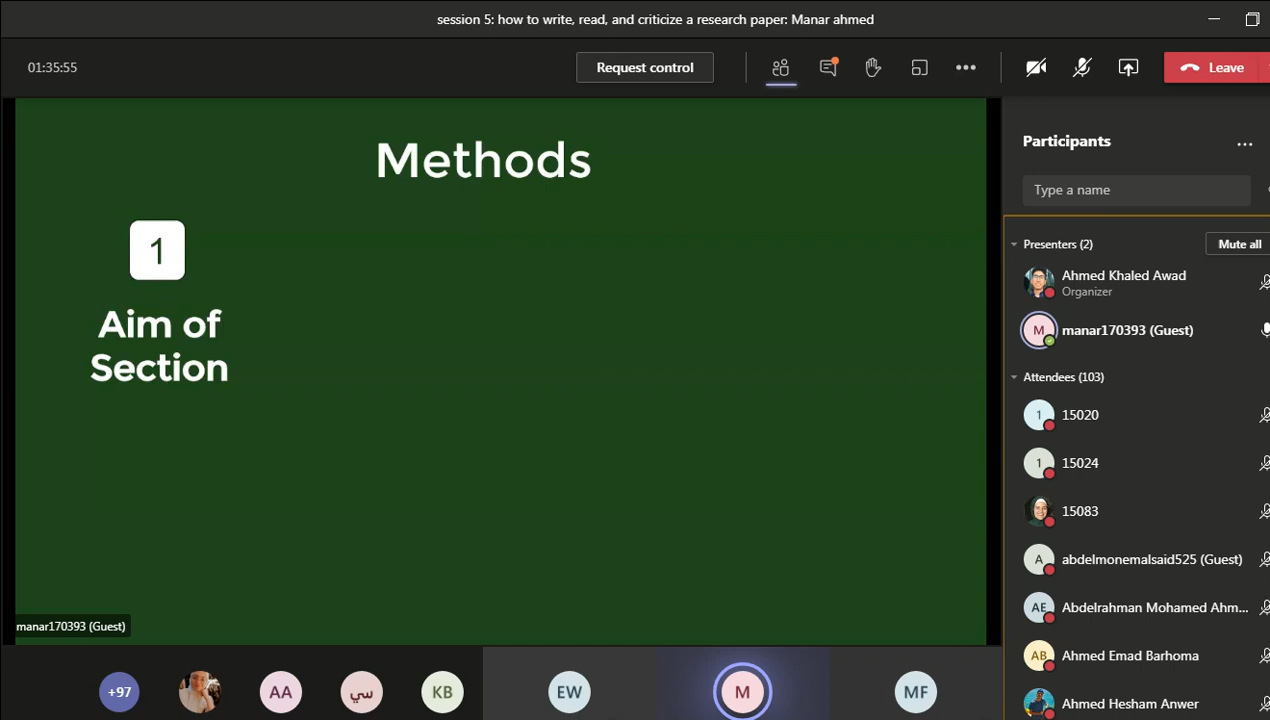 session 5: how to write, read, and criticize a research paper: Manar ahmed
01:35:55
Request control
Leave
Methods
1
Aim of
Section
manar170393 (Guest)
+97
AA
سي
KB
EW
M
MF
Participants
Type a name
Presenters (2)
Mute all
Ahmed Khaled Awad
Organizer
M
manar170393 (Guest)
Attendees (103)
1
15020
1
15024
15083
A
abdelmonemalsaid525 (Guest)
AE
Abdelrahman Mohamed Ahm...
AB
Ahmed Emad Barhoma
Ahmed Hesham Anwer